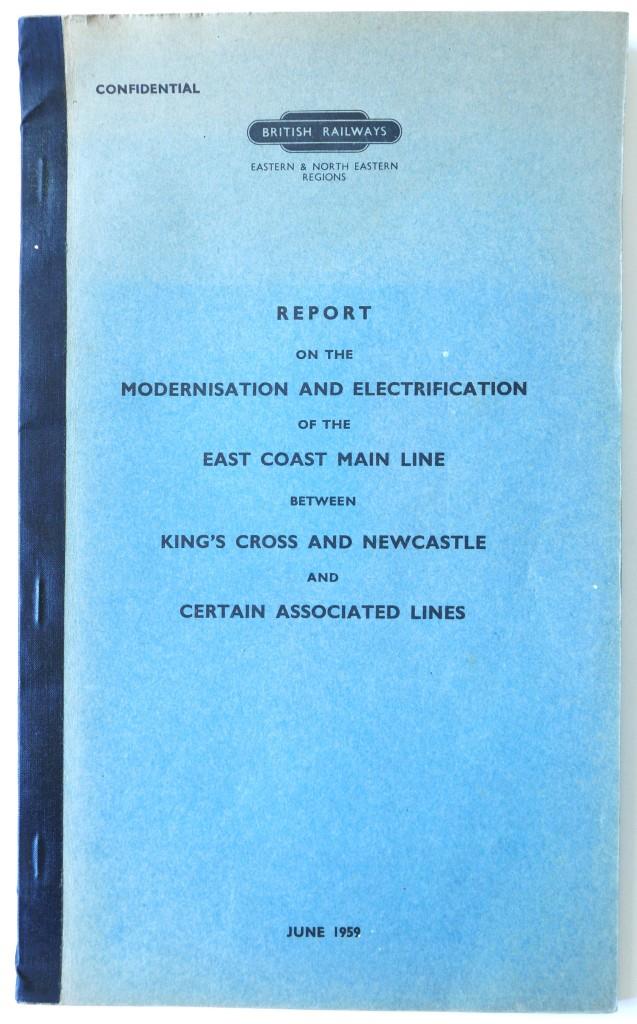 CONFIDENTIAL
BRITISH RAILWAYS
EASTERN & NORTH EASTERN
REGIONS
REPORT
ON THE
MODERNISATION AND ELECTRIFICATION
OF THE
EAST COAST MAIN LINE
BETWEEN
KING'S CROSS AND NEWCASTLE
AND
CERTAIN ASSOCIATED LINES
JUNE 1959